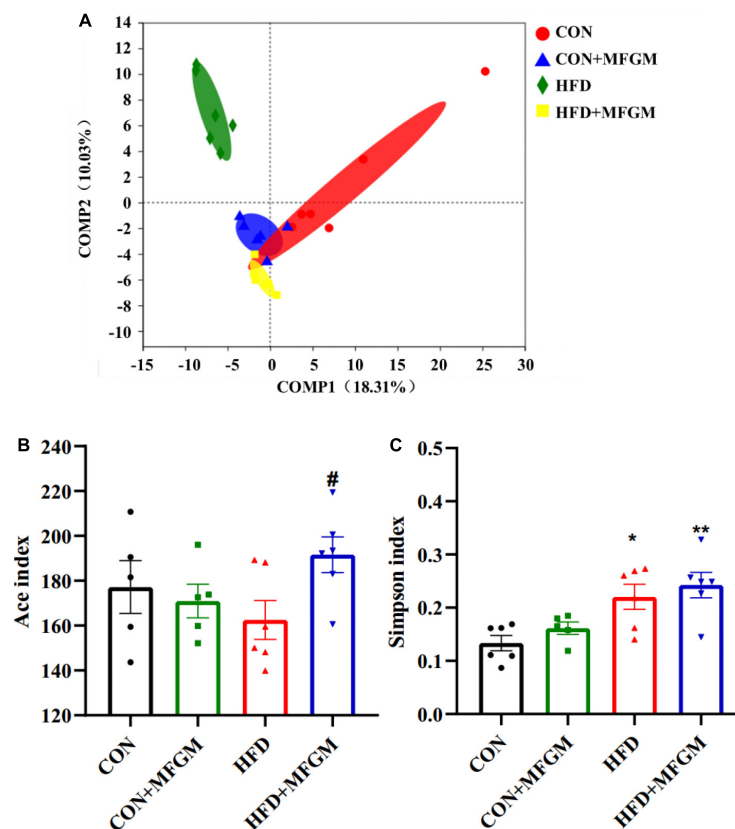 A
14
12
10
8
6
4
2
0
-2
-4
-6
-8
-10
COMP2（10.03%）
-15
-10
-5
0
5
10
15
20
25
30
COMP1（18.31%）
CON
CON+MFGM
HFD
HFD+MFGM
B
240
220
200
180
160
140
120
Ace index
#
CON
CON+MFGM
HFD
HFD+MFGM
C
0.5
0.4
0.3
0.2
0.1
0.0
Simpson index
*
**
CON
CON+MFGM
HFD
HFD+MFGM